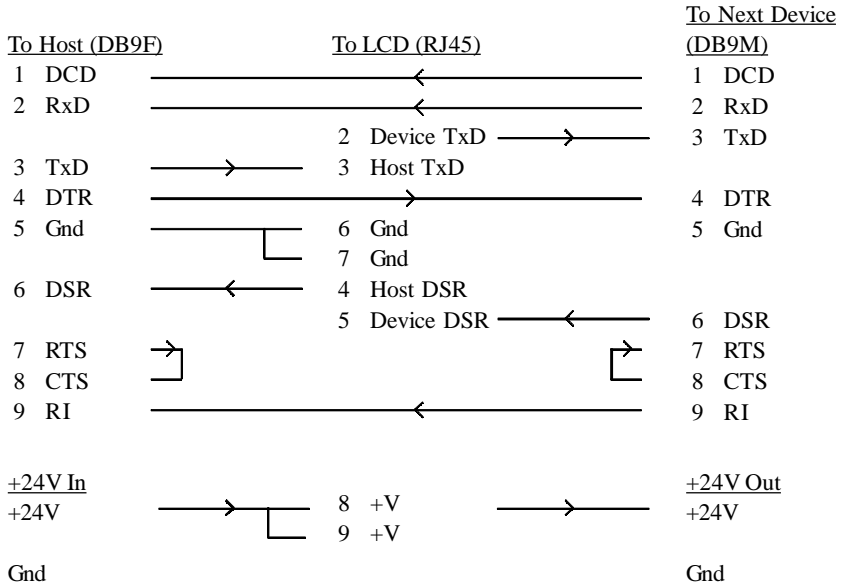 To Next Device
To Host (DB9F) To LCD (RJ45) (DB9M)
1 DCD 1 DCD
2 RxD 2 RxD
2 Device TxD 3 TxD
3 TxD 3 Host TxD
4 DTR 4 DTR
5 Gnd 6 Gnd 5 Gnd
7 Gnd
6 DSR 4 Host DSR
5 Device DSR 6 DSR
7 RTS 7 RTS
8 CTS 8 CTS
9 RI 9 RI
+24V In +24V Out
+24V 8 +V +24V
9 +V
Gnd Gnd